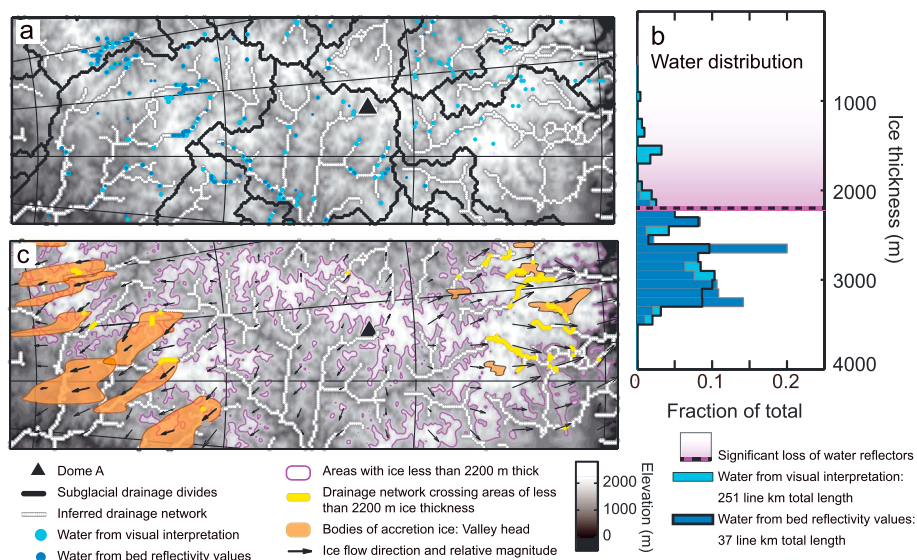 a
b
Water distribution
1000
2000
3000
4000
Ice thickness (m)
0
0.1
0.2
Fraction of total
c
Dome A
Subglacial drainage divides
Inferred drainage network
Water from visual interpretation
Water from bed reflectivity values
Areas with ice less than 2200 m thick
Drainage network crossing areas of less
than 2200 m ice thickness
Bodies of accretion ice: Valley head
Ice flow direction and relative magnitude
2000
1000
0
Elevation (m)
Significant loss of water reflectors
Water from visual interpretation:
251 line km total length
Water from bed reflectivity values:
37 line km total length